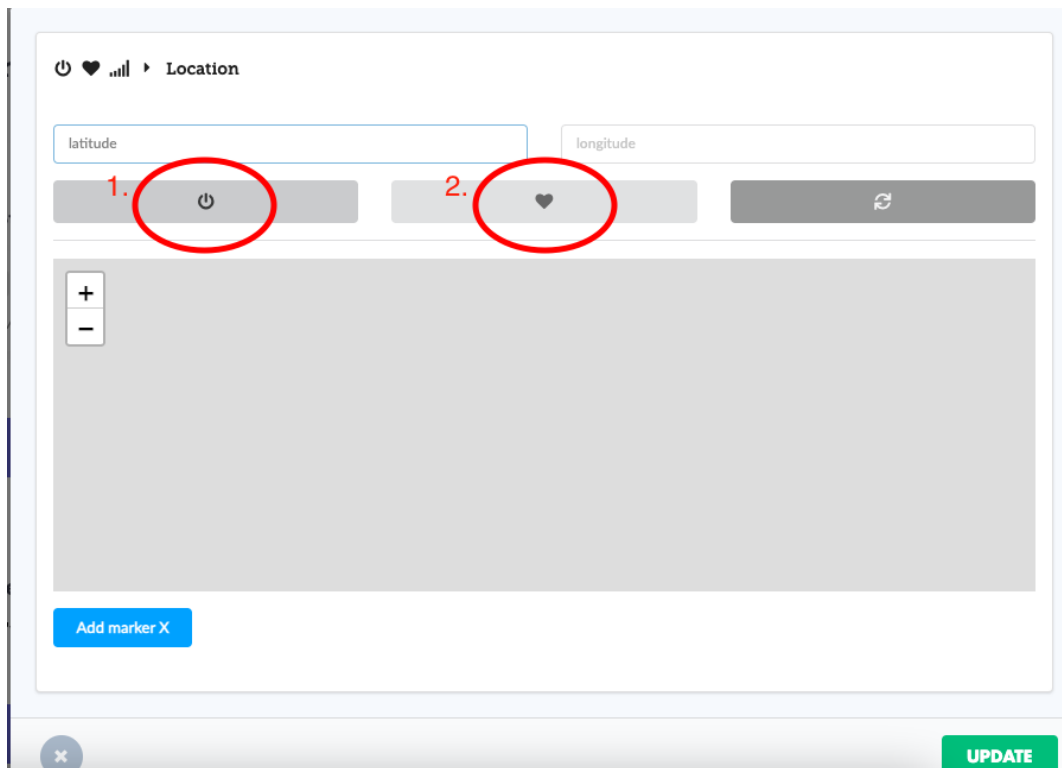 Location
latitude longitude
1. 2.
+
−
Add marker X
UPDATE